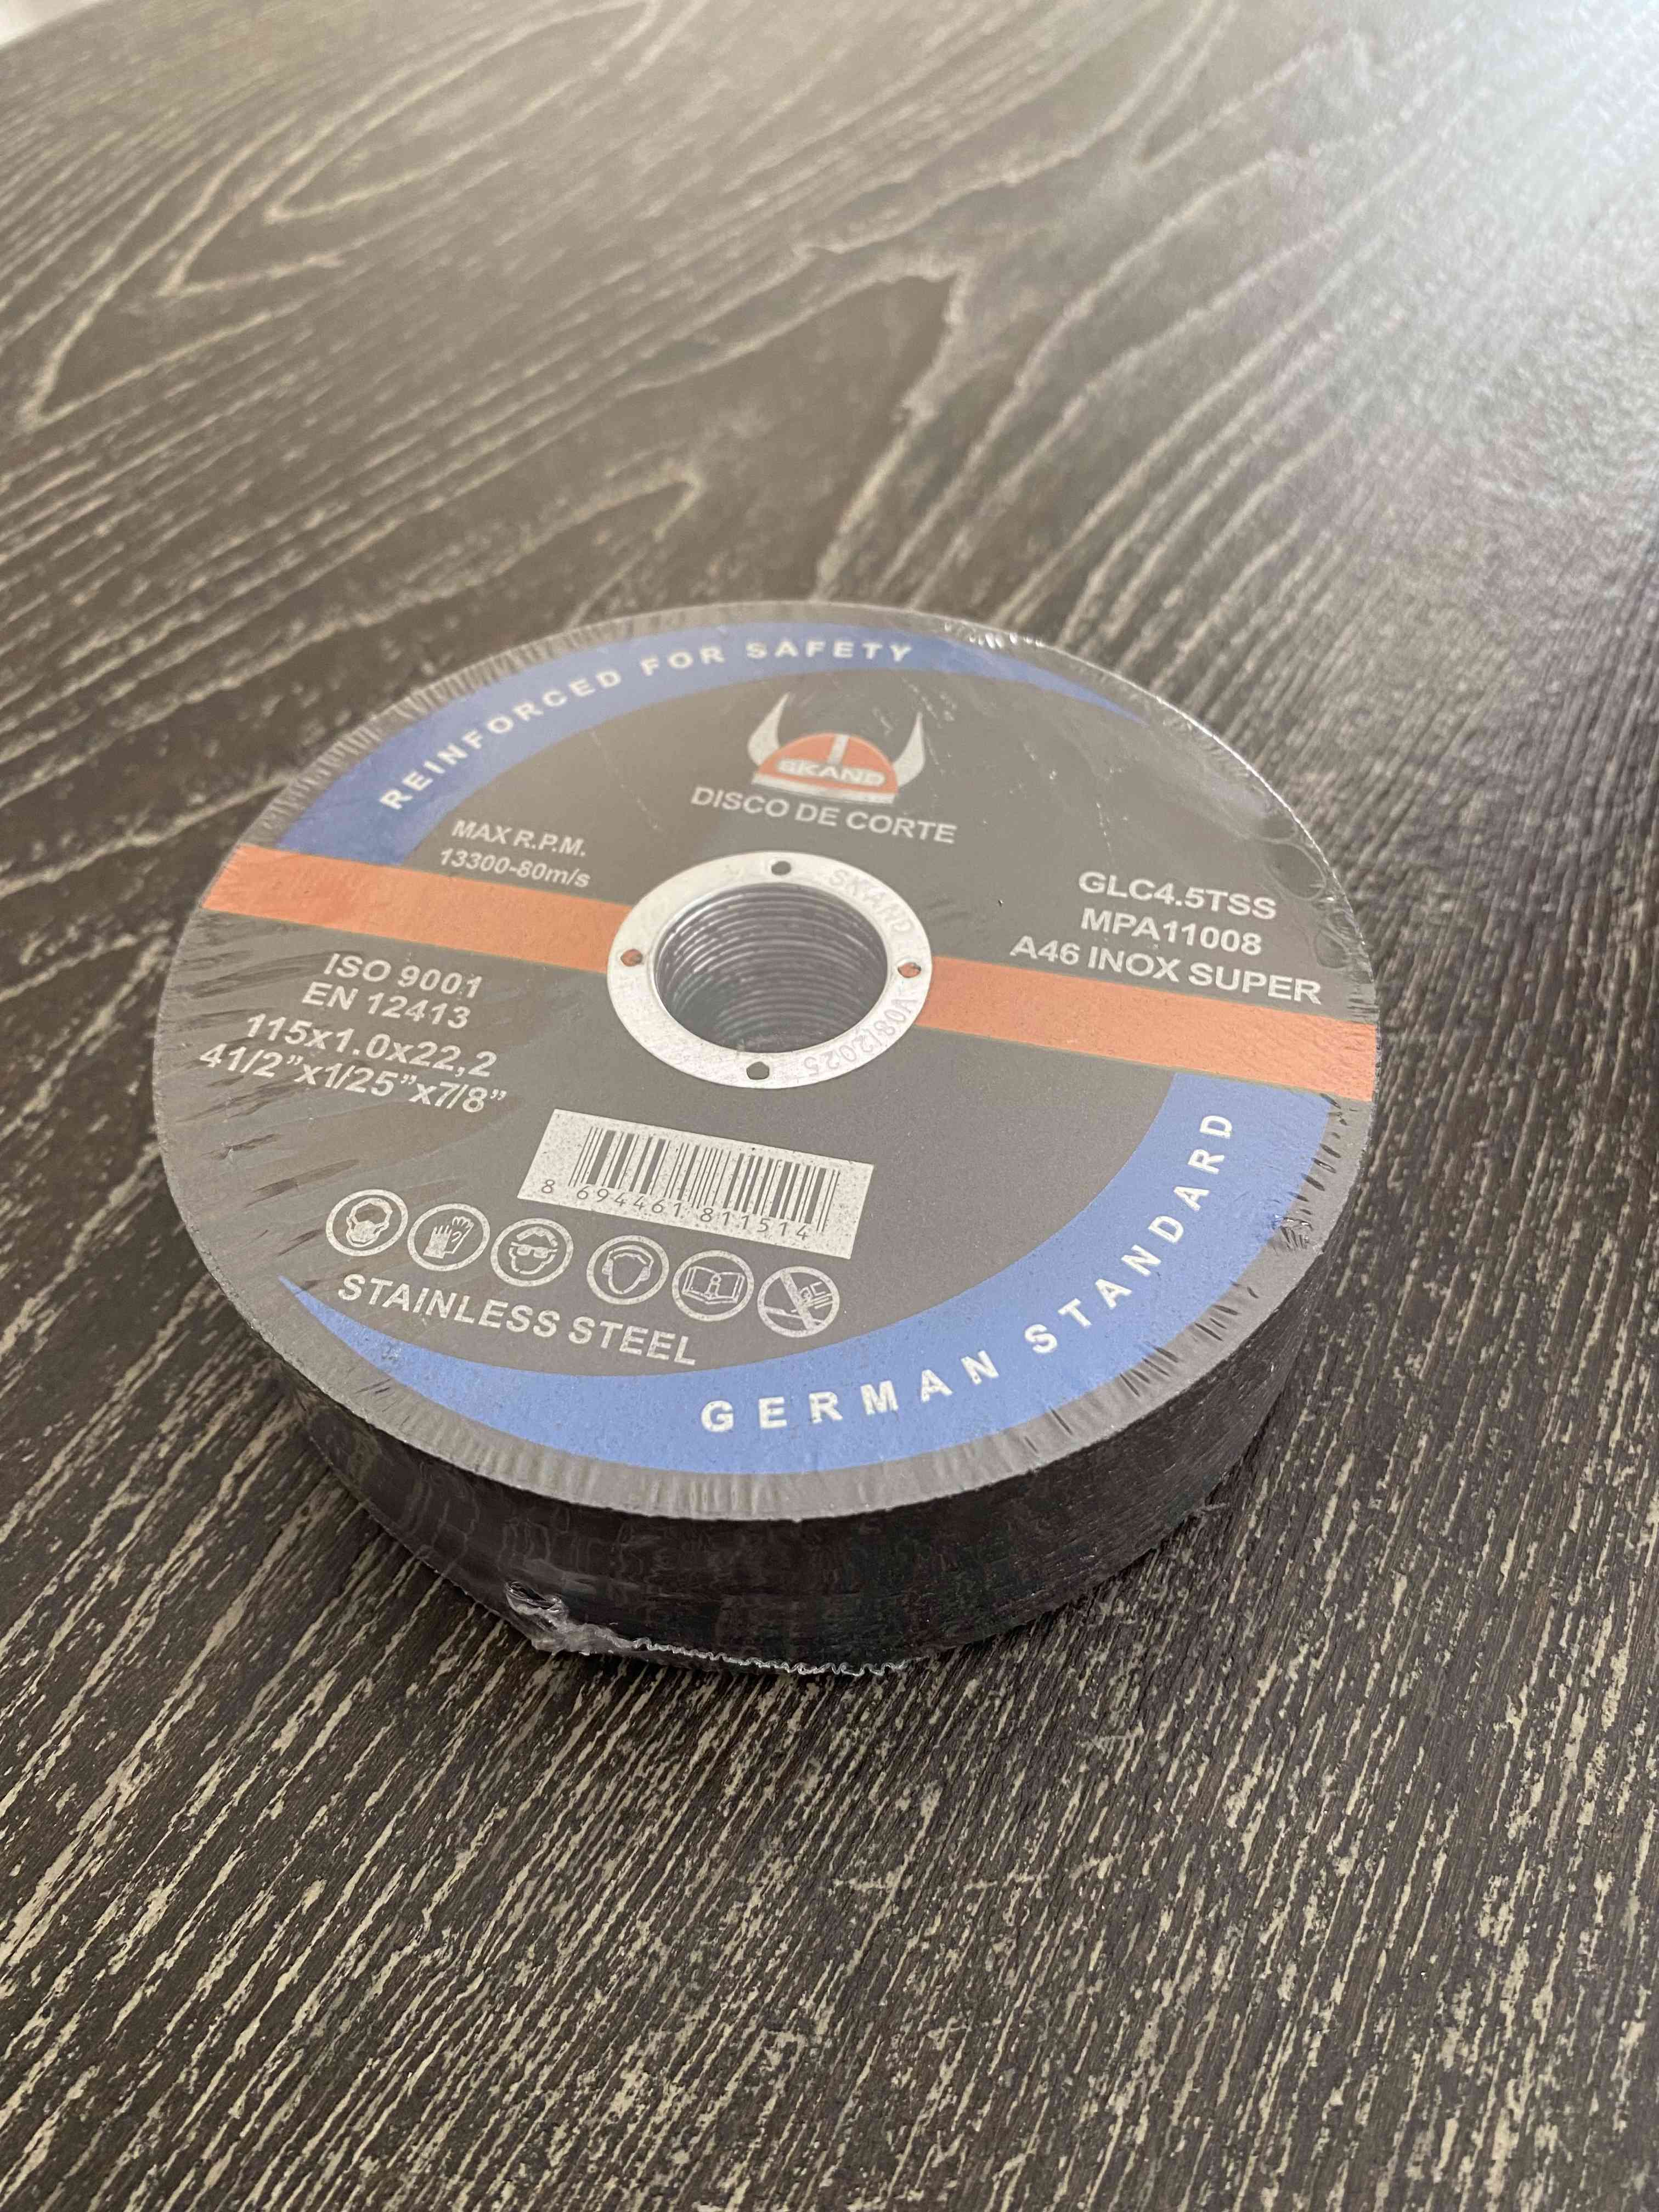 REINFORCED FOR SAFETY
SKAND
DISCO DE CORTE
MAX R.P.M.
13300-80m/s
GLC4.5TSS
MPA11008
A46 INOX SUPER
SKAND
V08/2025
ISO 9001
EN 12413
115x1.0x22,2
41/2”x1/25”x7/8”
8 694461 811514
STAINLESS STEEL
GERMAN STANDARD